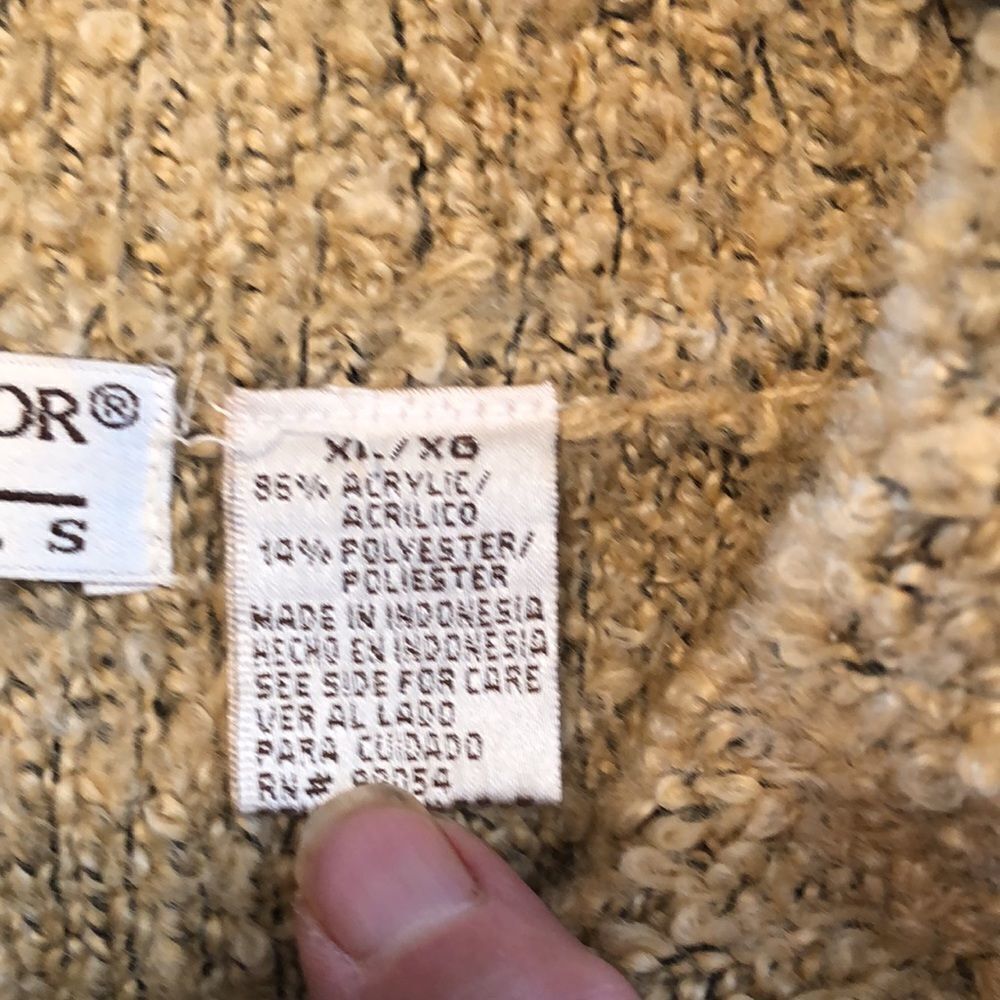 OR®
S
XL/XG
86% ACRYLIC/
ACRILICO
14% POLYESTER/
POLIESTER
MADE IN INDONESIA
HECHO EN INDONESIA
SEE SIDE FOR CARE
VER AL LADO
PARA CUIDADO
RN#